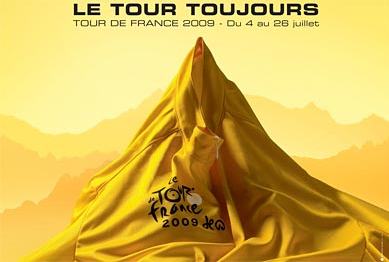 LE TOUR TOUJOURS
TOUR DE FRANCE 2009 - Du 4 au 26 juillet
Le
de TOUR
france
2009